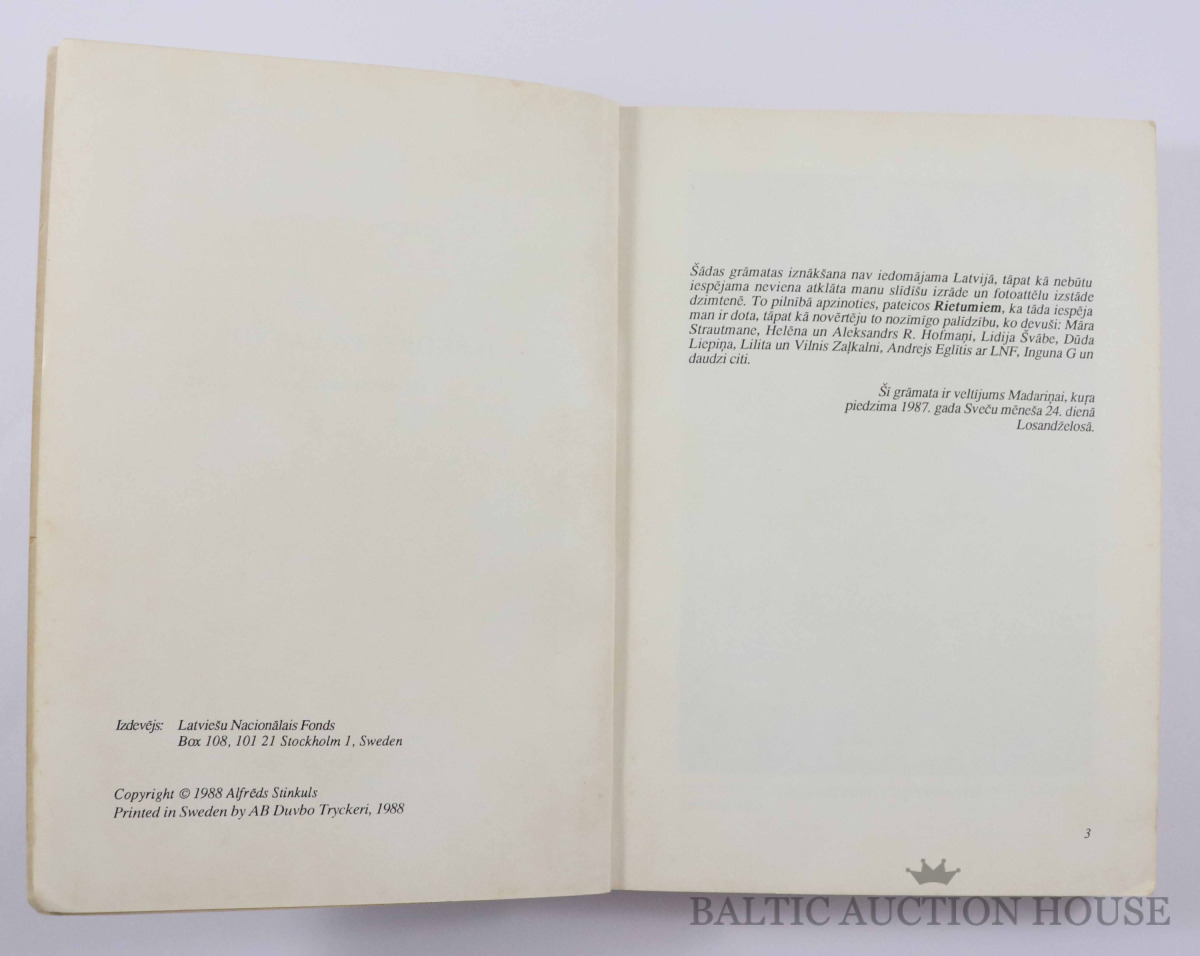 Izdevējs: Latviešu Nacionālais Fonds
Box 108, 101 21 Stockholm 1, Sweden
Copyright © 1988 Alfrēds Stinkuls
Printed in Sweden by AB Duvbo Tryckeri, 1988
Šādas grāmatas iznākšana nav iedomājama Latvijā, tāpat kā nebūtu
iespējama neviena atklāta manu slīdīšu izrāde un fotoattēlu izstāde
dzimtenē. To pilnībā apzinoties, pateicos Rietumiem, ka tāda iespēja
man ir dota, tāpat kā novērtēju to nozīmīgo palīdzību, ko devuši: Māra
Strautmane, Helēna un Aleksandrs R. Hofmaņi, Lidija Švābe, Dūda
Liepiņa, Lilita un Vilnis Zaļkalni, Andrejs Eglītis ar LNF, Inguna G un
daudzi citi.
Šī grāmata ir veltījums Madariņai, kuŗa
piedzima 1987. gada Sveču mēneša 24. dienā
Losandželosā.
3
BALTIC AUCTION HOUSE